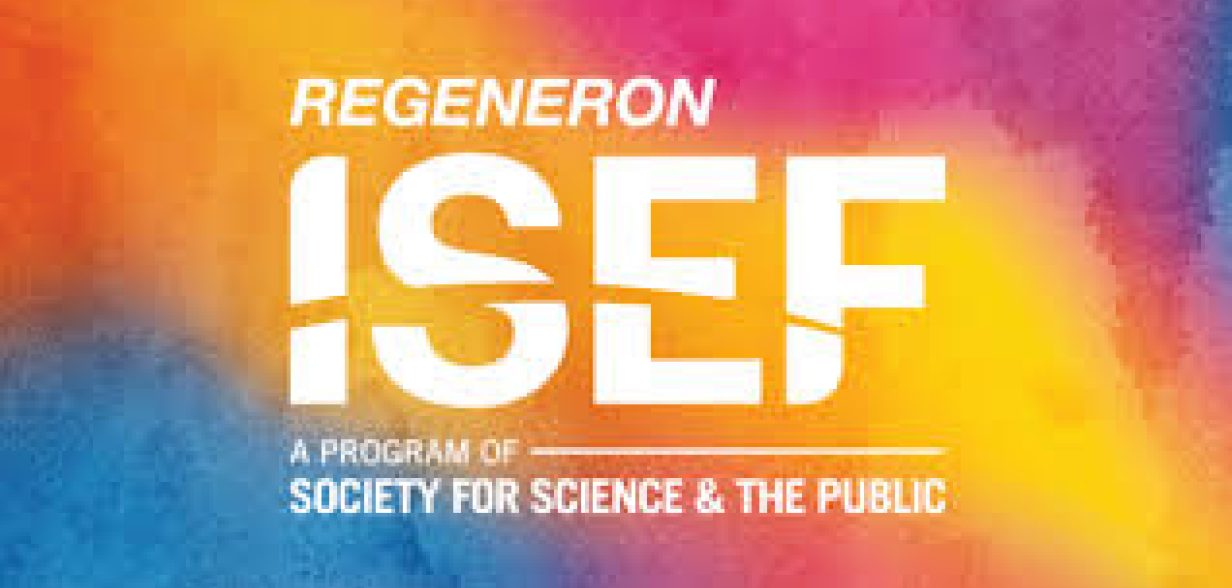 REGENERON
ISEF
A PROGRAM OF
SOCIETY FOR SCIENCE & THE PUBLIC